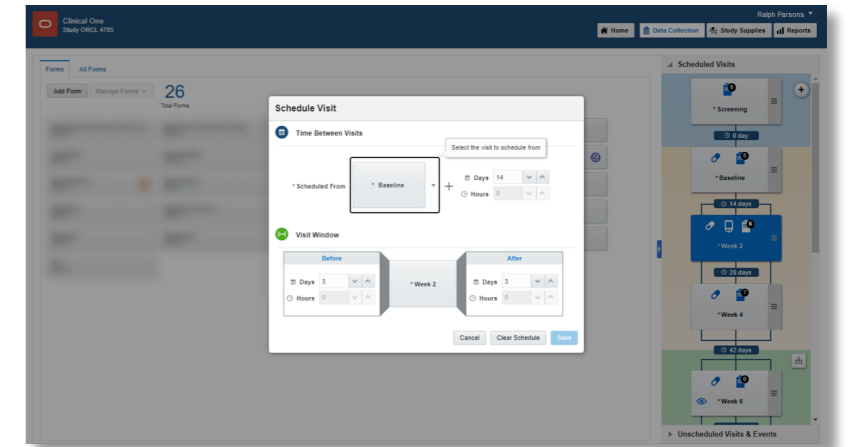 Clinical One
Study ORCL 4785
Ralph Parsons
Home
Data Collection
Study Supplies
Reports
Forms
All Forms
Add Form
Manage Forms
26
Total Forms
Schedule Visit
Time Between Visits
Select the visit to schedule from
* Scheduled From
* Baseline
+
Days 14
Hours 0
Visit Window
Before
After
Days 3
Hours 0
* Week 2
Days 3
Hours 0
Cancel
Clear Schedule
Save
Scheduled Visits
* Screening
0 day
* Baseline
14 days
* Week 2
28 days
7
* Week 4
42 days
* Week 6
Unscheduled Visits & Events